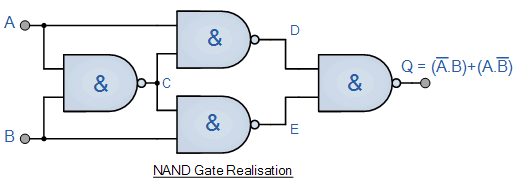 A
&
D
&
C
&
Q = (A̅.B)+(A.B̅)
B
&
E
NAND Gate Realisation